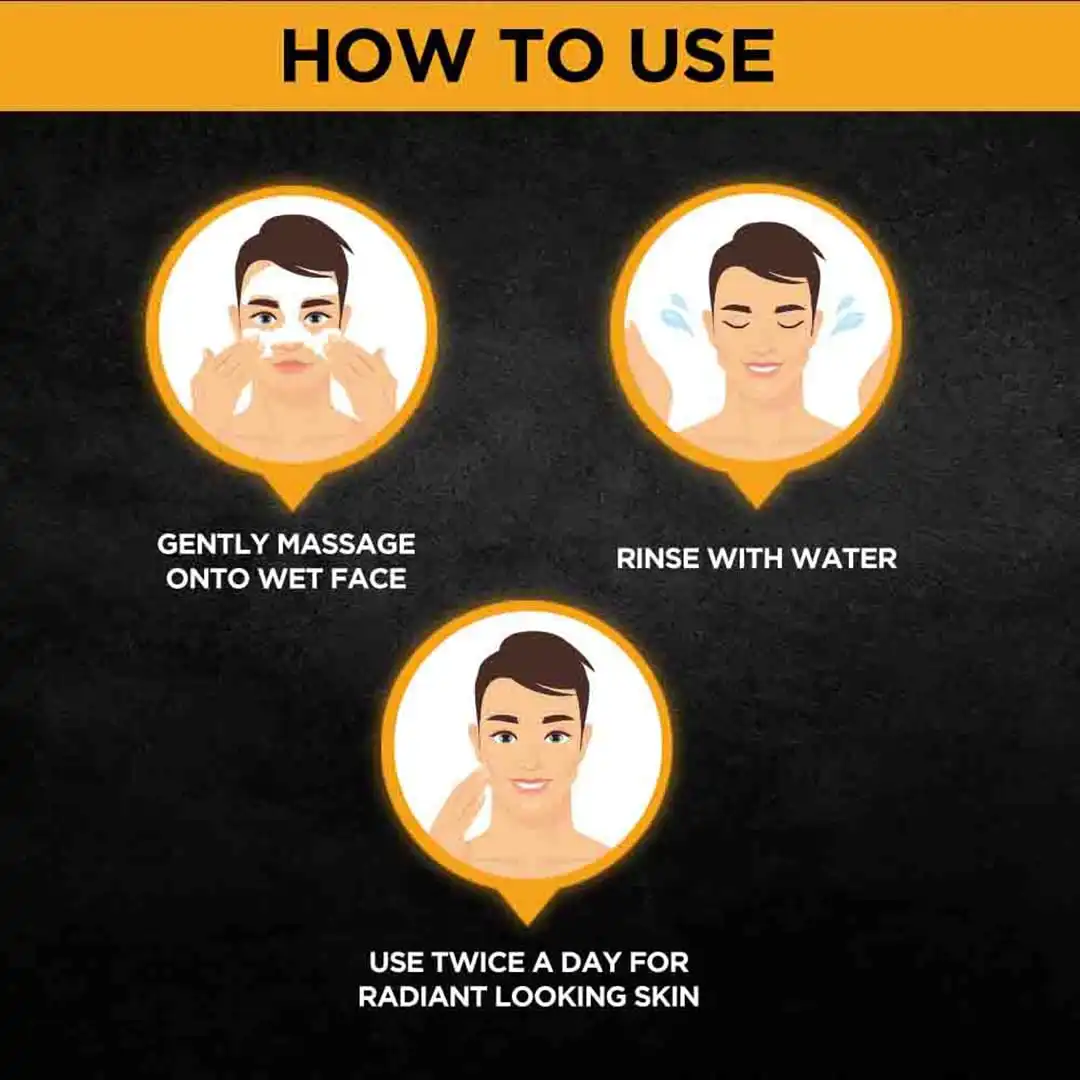 HOW TO USE
GENTLY MASSAGE
ONTO WET FACE
RINSE WITH WATER
USE TWICE A DAY FOR
RADIANT LOOKING SKIN